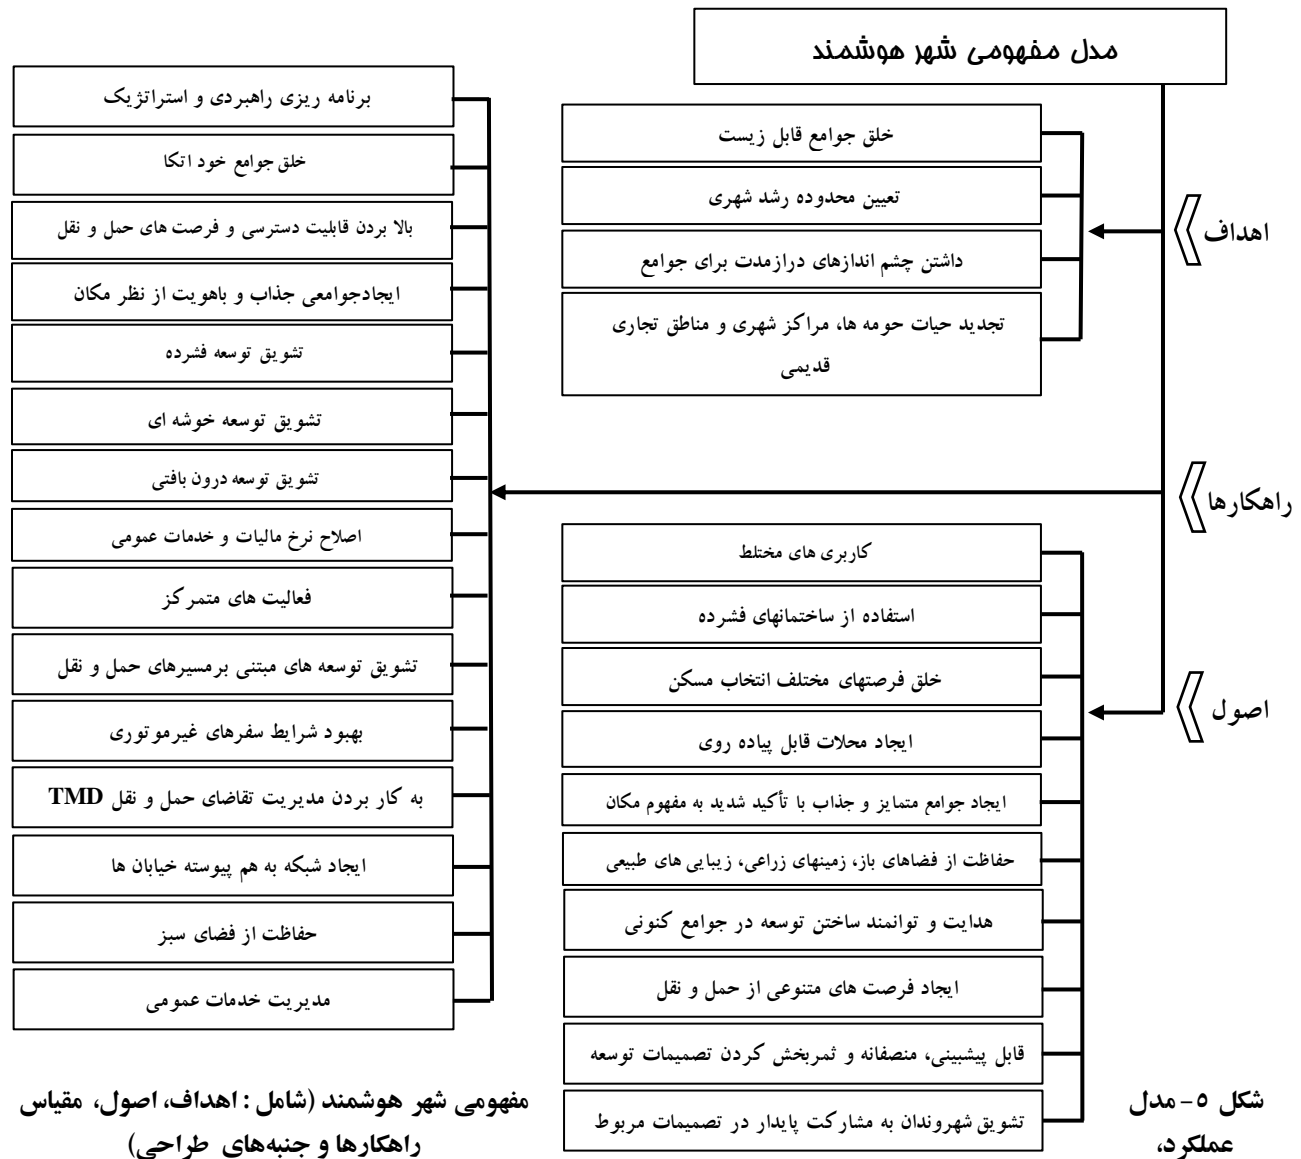 مدل مفهومی شهر هوشمند
اهداف
خلق جوامع قابل زیست
تعیین محدوده رشد شهری
داشتن چشم اندازهای درازمدت برای جوامع
تجدید حیات حومه ها، مراکز شهری و مناطق تجاری
قدیمی
راهکارها
برنامه ریزی راهبردی و استراتژیک
خلق جوامع خود اتکا
بالا بردن قابلیت دسترسی و فرصت های حمل و نقل
ایجادجوامعی جذاب و باهویت از نظر مکان
تشویق توسعه فشرده
تشویق توسعه خوشه ای
تشویق توسعه درون بافتی
اصلاح نرخ مالیات و خدمات عمومی
فعالیت های متمرکز
تشویق توسعه های مبتنی برمسیرهای حمل و نقل
بهبود شرایط سفرهای غیرموتوری
به کار بردن مدیریت تقاضای حمل و نقل TMD
ایجاد شبکه به هم پیوسته خیابان ها
حفاظت از فضای سبز
مدیریت خدمات عمومی
اصول
کاربری های مختلط
استفاده از ساختمانهای فشرده
خلق فرصتهای مختلف انتخاب مسکن
ایجاد محلات قابل پیاده روی
ایجاد جوامع متمایز و جذاب با تأکید شدید به مفهوم مکان
حفاظت از فضاهای باز، زمینهای زراعی، زیبایی های طبیعی
هدایت و توانمند ساختن توسعه در جوامع کنونی
ایجاد فرصت های متنوعی از حمل و نقل
قابل پیشبینی، منصفانه و ثمربخش کردن تصمیمات توسعه
تشویق شهروندان به مشارکت پایدار در تصمیمات مربوط
شکل ۵- مدل مفهومی شهر هوشمند (شامل : اهداف، اصول، مقیاس
عملکرد، راهکارها و جنبه‌های طراحی)